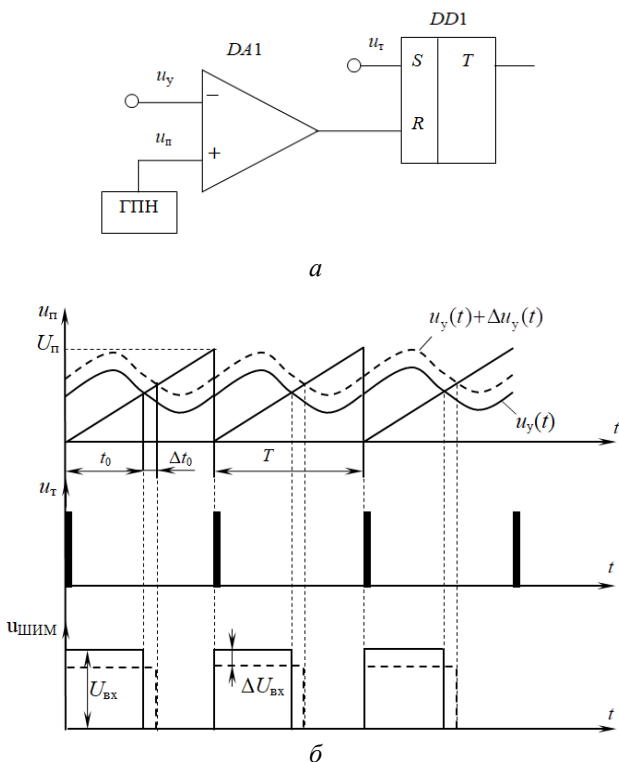 DA1
DD1
uт
S T
uу
−
uп
+
R
ГПН
а
uп
uу(t)+Δuу(t)
Uп
uу(t)
t
t0 Δt0 T
uт
t
uШИМ
Uвх
ΔUвх
t
б